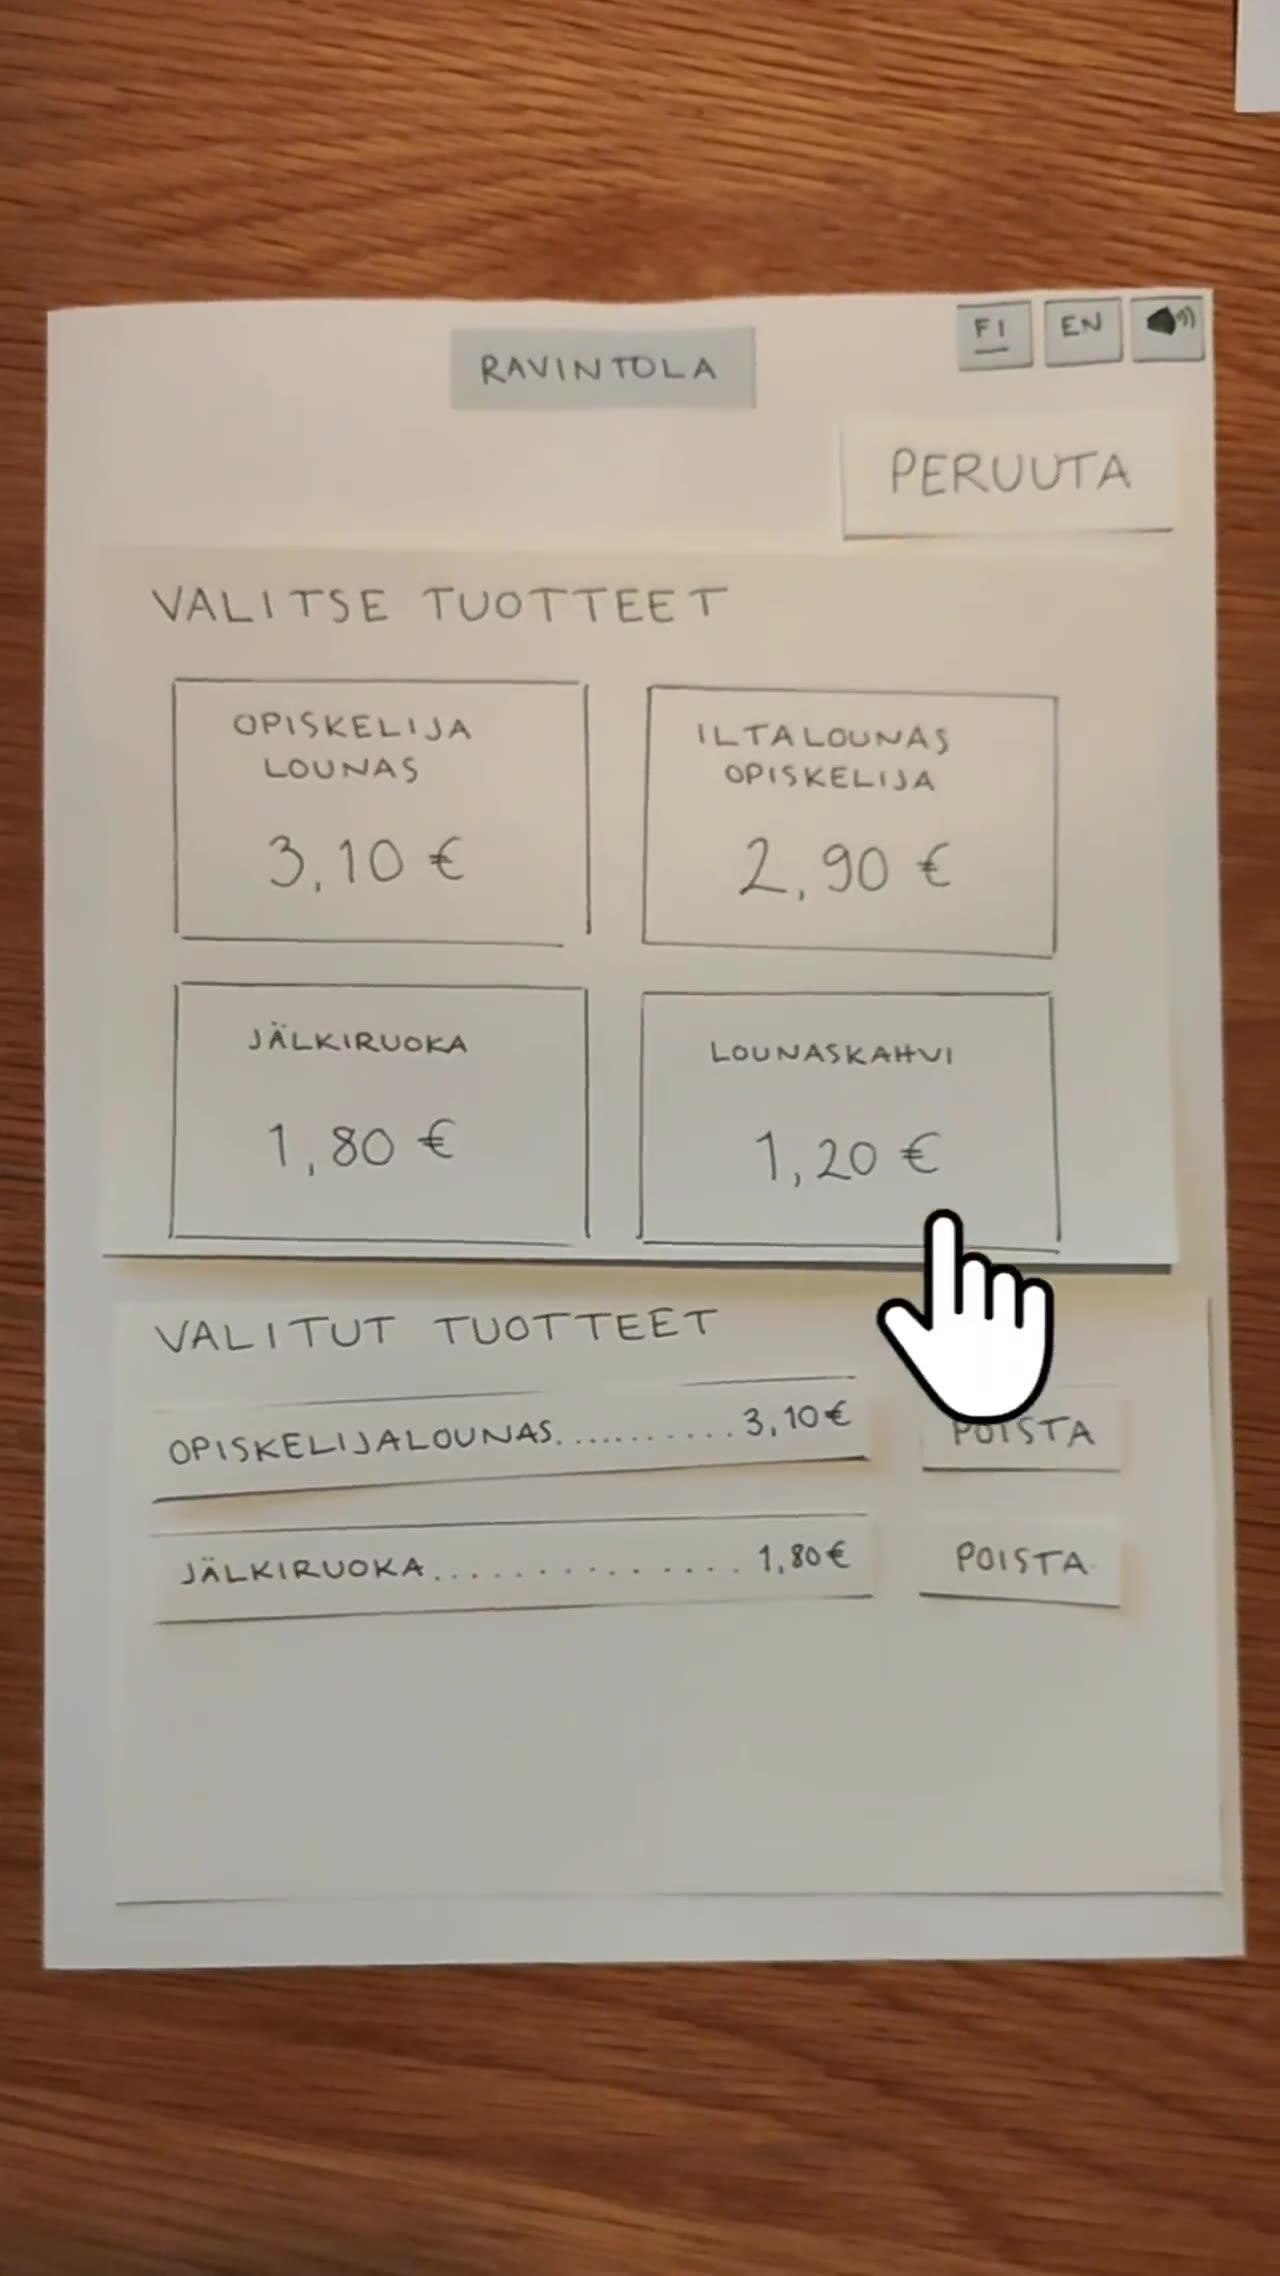 FI
EN
RAVINTOLA
PERUUTA
VALITSE TUOTTEET
OPISKELIJA
LOUNAS
3,10 €
ILTALOUNAS
OPISKELIJA
2,90 €
JÄLKIRUOKA
1,80 €
LOUNASKAHVI
1,20 €
VALITUT TUOTTEET
OPISKELIJALOUNAS...........3,10€
POISTA
JÄLKIRUOKA..............1,80€
POISTA